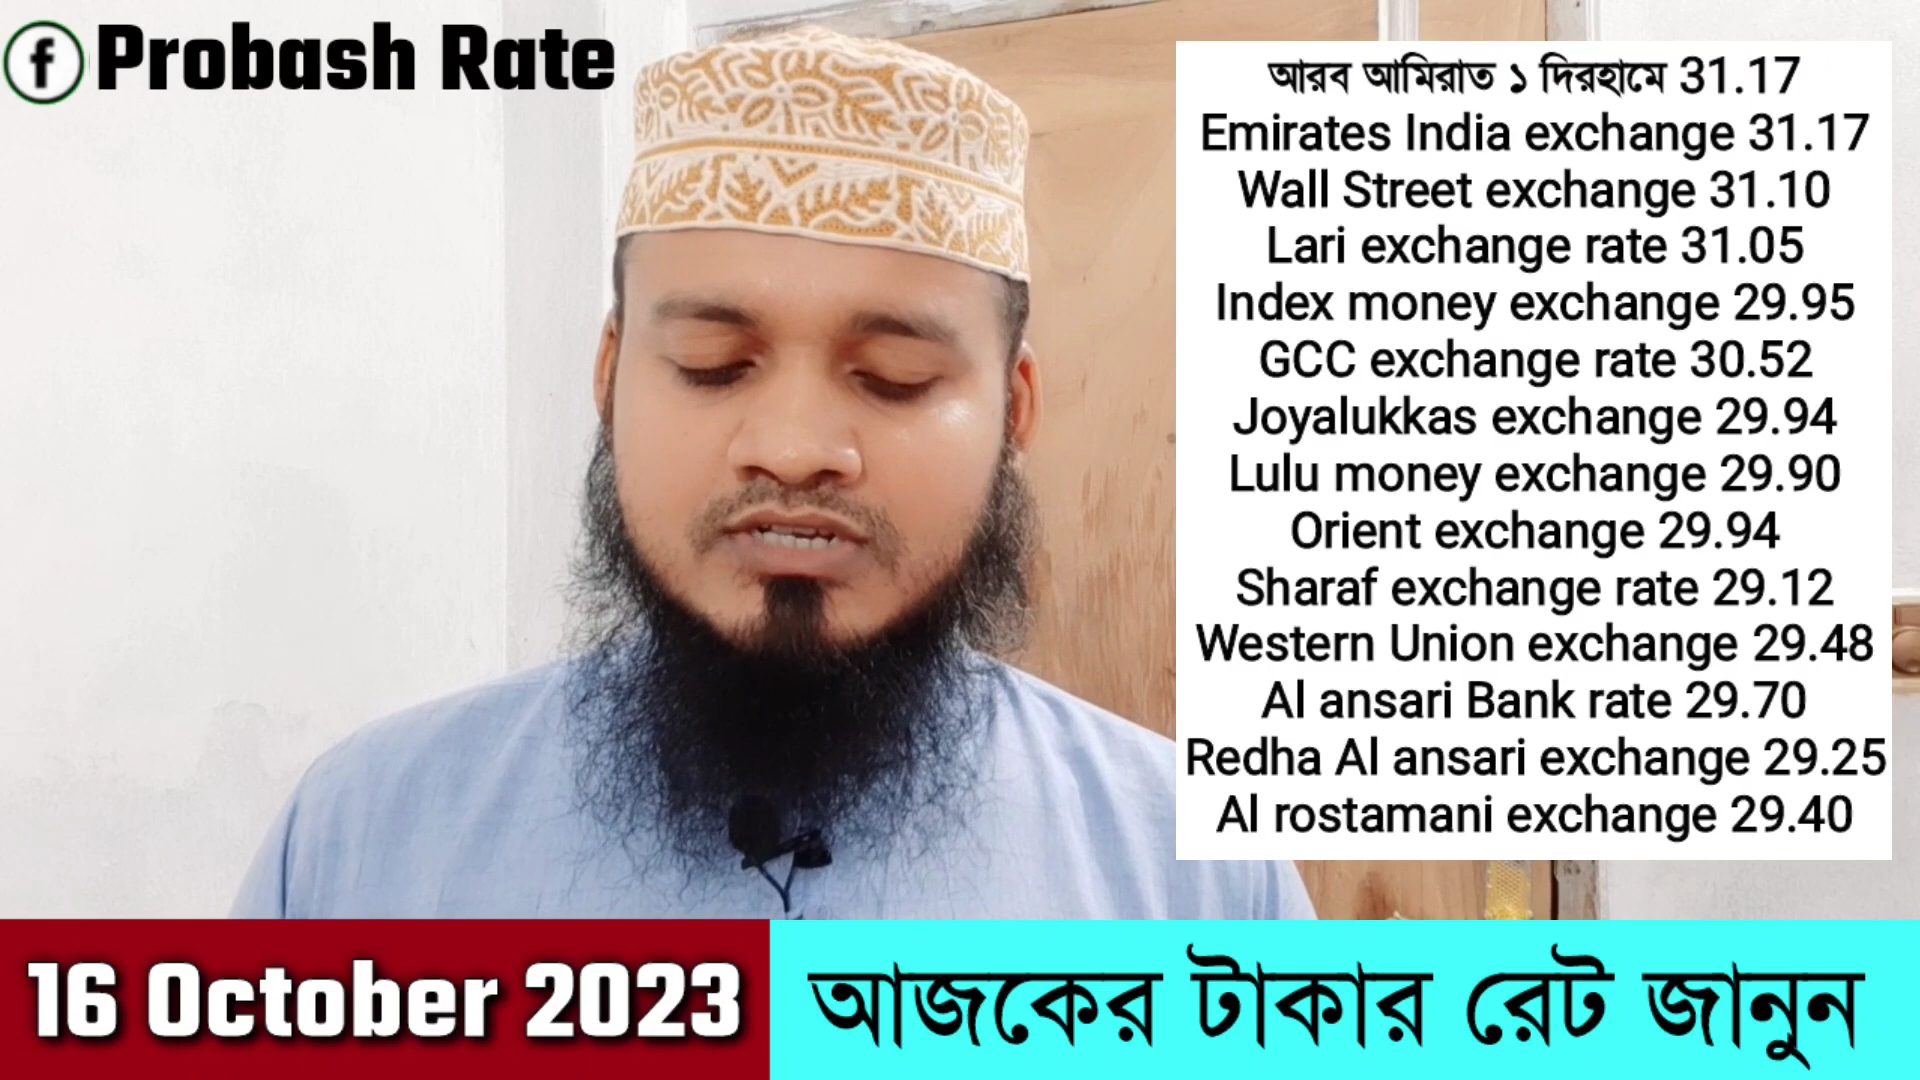 Probash Rate
আরব আমিরাত ১ দিরহামে 31.17
Emirates India exchange 31.17
Wall Street exchange 31.10
Lari exchange rate 31.05
Index money exchange 29.95
GCC exchange rate 30.52
Joyalukkas exchange 29.94
Lulu money exchange 29.90
Orient exchange 29.94
Sharaf exchange rate 29.12
Western Union exchange 29.48
Al ansari Bank rate 29.70
Redha Al ansari exchange 29.25
Al rostamani exchange 29.40
16 October 2023
আজকের টাকার রেট জানুন